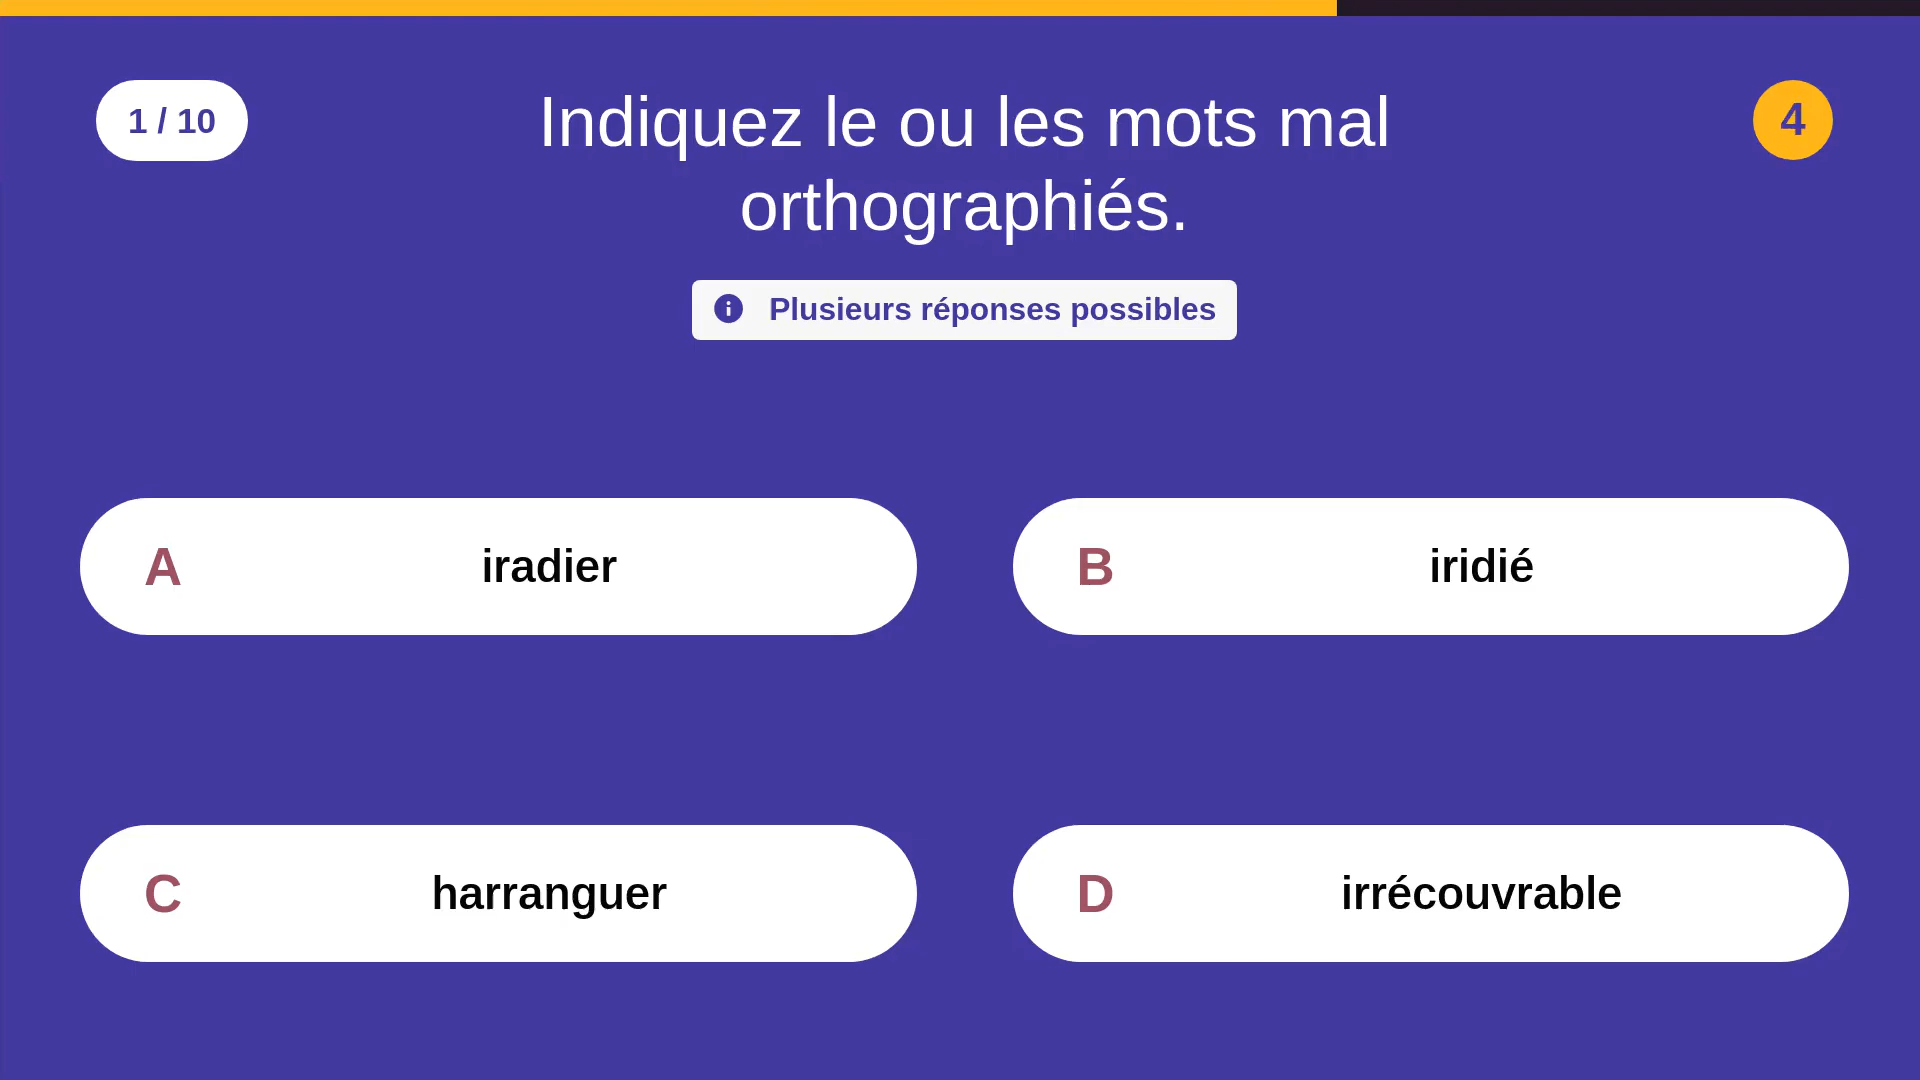 1 / 10
Indiquez le ou les mots mal
orthographiés.
4
Plusieurs réponses possibles
A iradier
B iridié
C harranguer
D irrécouvrable